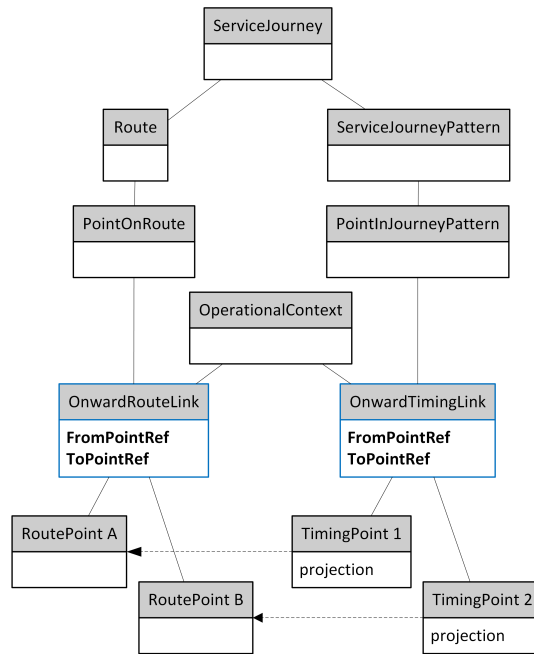 ServiceJourney
Route
ServiceJourneyPattern
PointOnRoute
PointInJourneyPattern
OperationalContext
OnwardRouteLink
FromPointRef
ToPointRef
OnwardTimingLink
FromPointRef
ToPointRef
RoutePoint A
TimingPoint 1
projection
RoutePoint B
TimingPoint 2
projection